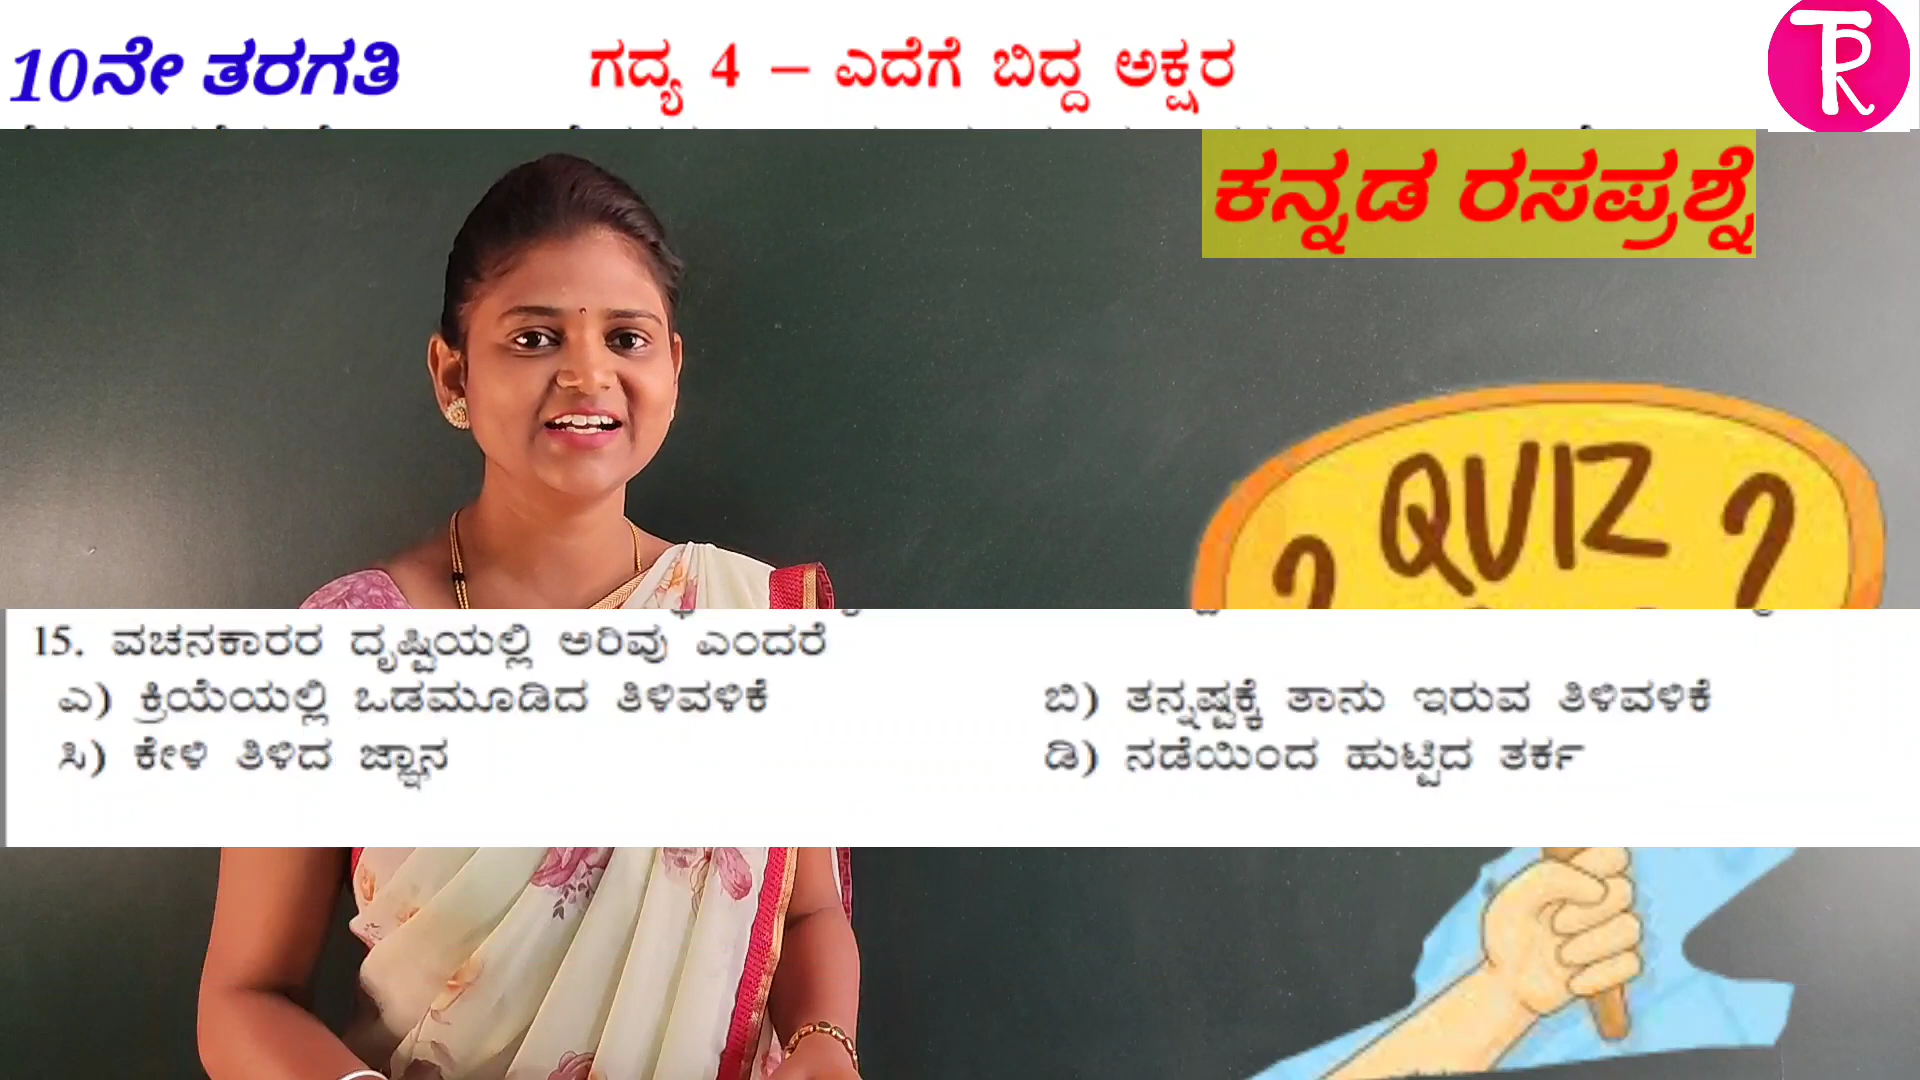 10ನೇ ತರಗತಿ
ಗದ್ಯ 4 – ಎದೆಗೆ ಬಿದ್ದ ಅಕ್ಷರ
TR
ಕನ್ನಡ ರಸಪ್ರಶ್ನೆ
QUIZ
? ?
15. ವಚನಕಾರರ ದೃಷ್ಟಿಯಲ್ಲಿ ಅರಿವು ಎಂದರೆ
ಎ) ಕ್ರಿಯೆಯಲ್ಲಿ ಒಡಮೂಡಿದ ತಿಳಿವಳಿಕೆ
ಬಿ) ತನ್ನಷ್ಟಕ್ಕೆ ತಾನು ಇರುವ ತಿಳಿವಳಿಕೆ
ಸಿ) ಕೇಳಿ ತಿಳಿದ ಜ್ಞಾನ
ಡಿ) ನಡೆಯಿಂದ ಹುಟ್ಟಿದ ತರ್ಕ